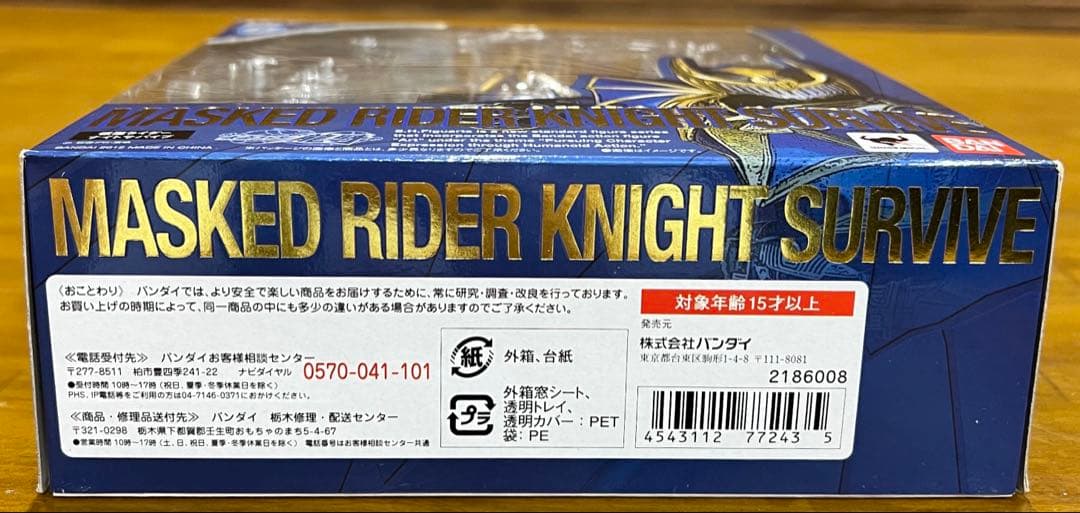 MASKED RIDER KNIGHT SURVIVE
MADE IN CHINA
S.H.Figuarts is a new standard figure series
Expression through Humanoid Action."
BAN
DAI
MASKED RIDER KNIGHT SURVIVE
〈おことわり〉 バンダイでは、より安全で楽しい商品をお届けするために、常に研究・調査・改良を行っております。
お買い上げの時期によって、同一商品の中にも多少の違いがある場合がありますのでご了承ください。
≪電話受付先≫ バンダイお客様相談センター
〒277-8511 柏市豊四季241-22 ナビダイヤル 0570-041-101
●受付時間 10時〜17時(祝日、夏季・冬季休業日を除く)
PHS、IP電話等をご利用の方は04-7146-0371におかけください。
≪商品・修理品送付先≫ バンダイ 栃木修理・配送センター
〒321-0298 栃木県下都賀郡壬生町おもちゃのまち5-4-67
●営業時間 10時〜17時(土、日、祝日、夏季・冬季休業日を除く) 電話番号はお客様相談センター共通
紙 外箱、台紙
プラ 外箱窓シート、
透明トレイ、
透明カバー:PET
袋:PE
対象年齢15才以上
発売元
株式会社バンダイ
東京都台東区駒形1-4-8 〒111-8081
2186008
4543112 77243 5